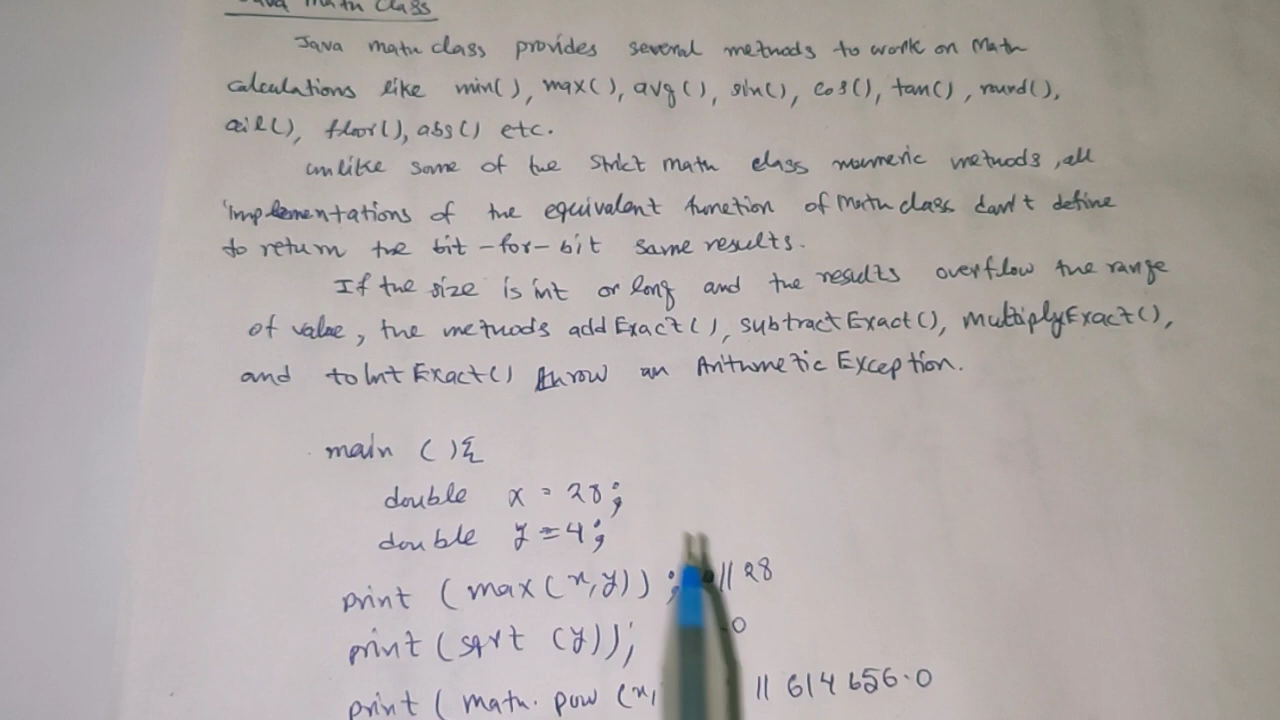 Java Math Class
Java math class provides several methods to work on Math
calculations like min(), max(), avg(), sin(), cos(), tan(), round(),
ceil(), floor(), abs() etc.
unlike some of the Strict math class numeric methods, all
implementations of the equivalent function of Math class can't define
to return the bit-for-bit same results.
If the size is int or long and the results overflow the range
of value, the methods addExact(), subtractExact(), multiplyExact(),
and toIntExact() throw an Arithmetic Exception.
main (){
double x = 28;
double y = 4;
print (max(x,y)); // 28
print (sqrt (y)); .0
print ( math. pow (x, // 614656.0